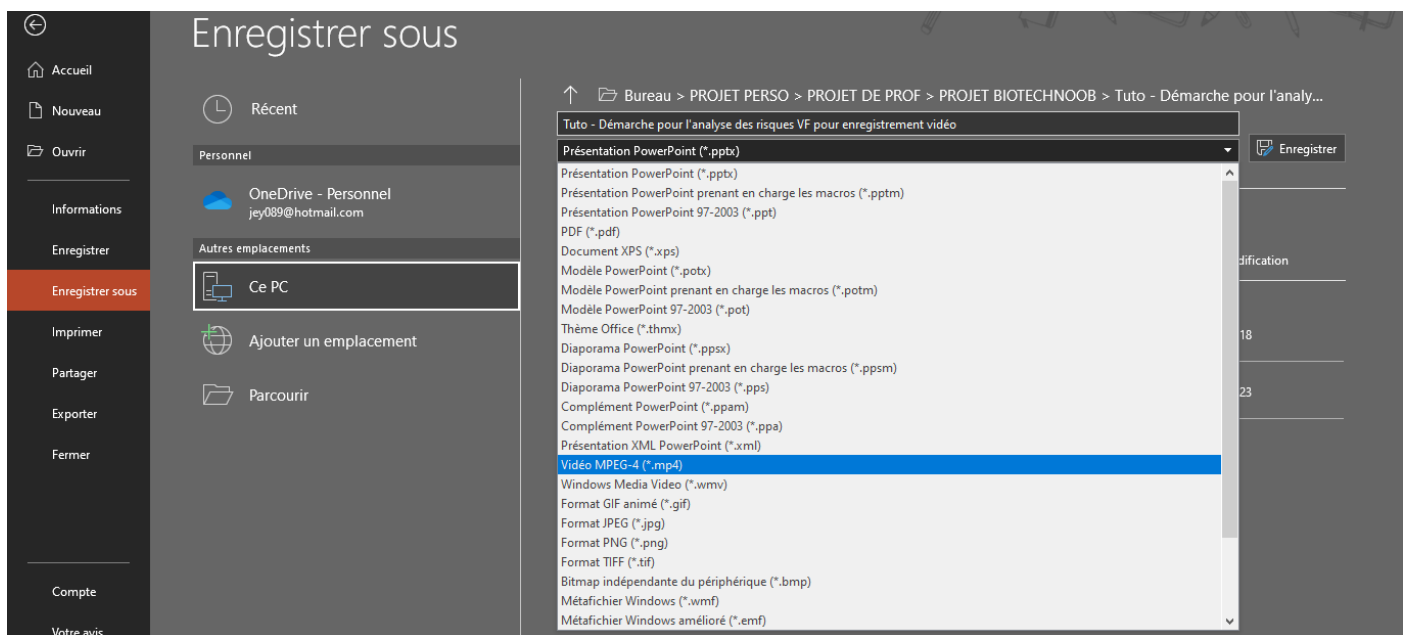 Enregistrer sous
Accueil
Nouveau
Ouvrir
Informations
Enregistrer
Enregistrer sous
Imprimer
Partager
Exporter
Fermer
Compte
Votre avis
Récent
Personnel
OneDrive - Personnel
jey089@hotmail.com
Autres emplacements
Ce PC
Ajouter un emplacement
Parcourir
Bureau > PROJET PERSO > PROJET DE PROF > PROJET BIOTECHNOOB > Tuto - Démarche pour l'analy...
Tuto - Démarche pour l'analyse des risques VF pour enregistrement vidéo
Présentation PowerPoint (*.pptx)
Enregistrer
Présentation PowerPoint (*.pptx)
Présentation PowerPoint prenant en charge les macros (*.pptm)
Présentation PowerPoint 97-2003 (*.ppt)
PDF (*.pdf)
Document XPS (*.xps)
Modèle PowerPoint (*.potx)
Modèle PowerPoint prenant en charge les macros (*.potm)
Modèle PowerPoint 97-2003 (*.pot)
Thème Office (*.thmx)
Diaporama PowerPoint (*.ppsx)
Diaporama PowerPoint prenant en charge les macros (*.ppsm)
Diaporama PowerPoint 97-2003 (*.pps)
Complément PowerPoint (*.ppam)
Complément PowerPoint 97-2003 (*.ppa)
Présentation XML PowerPoint (*.xml)
Vidéo MPEG-4 (*.mp4)
Windows Media Video (*.wmv)
Format GIF animé (*.gif)
Format JPEG (*.jpg)
Format PNG (*.png)
Format TIFF (*.tif)
Bitmap indépendante du périphérique (*.bmp)
Métafichier Windows (*.wmf)
Métafichier Windows amélioré (*.emf)
dification
18
23